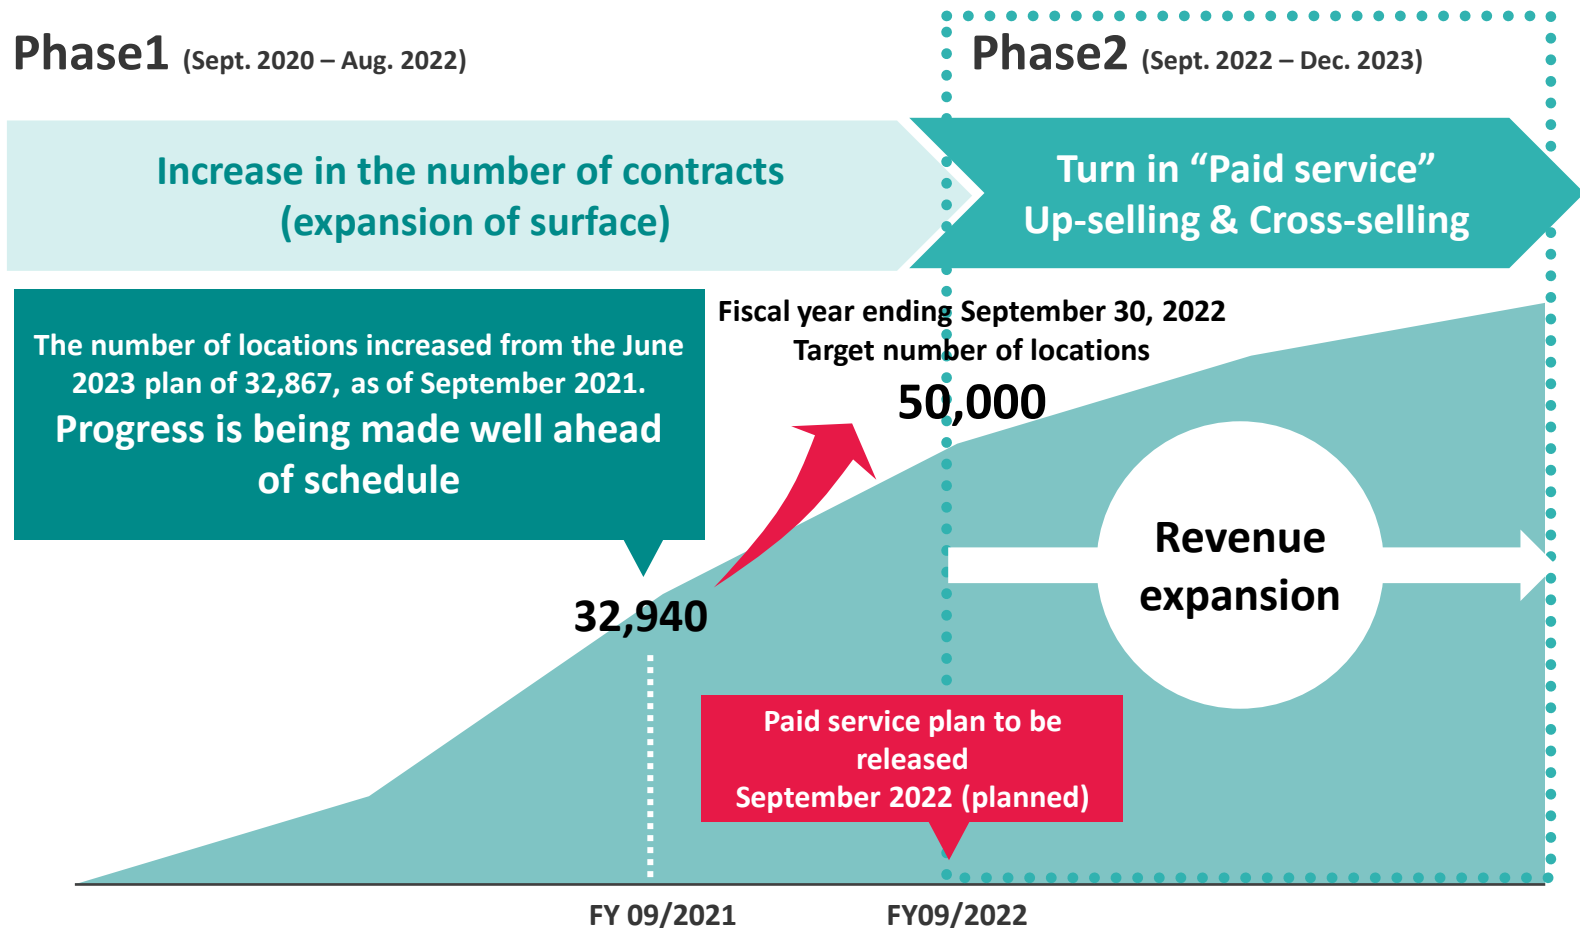 Phase1 (Sept. 2020 – Aug. 2022)
Phase2 (Sept. 2022 – Dec. 2023)
Increase in the number of contracts
(expansion of surface)
Turn in “Paid service”
Up-selling & Cross-selling
The number of locations increased from the June
2023 plan of 32,867, as of September 2021.
Progress is being made well ahead
of schedule
Fiscal year ending September 30, 2022
Target number of locations
50,000
32,940
Revenue
expansion
Paid service plan to be
released
September 2022 (planned)
FY 09/2021
FY09/2022